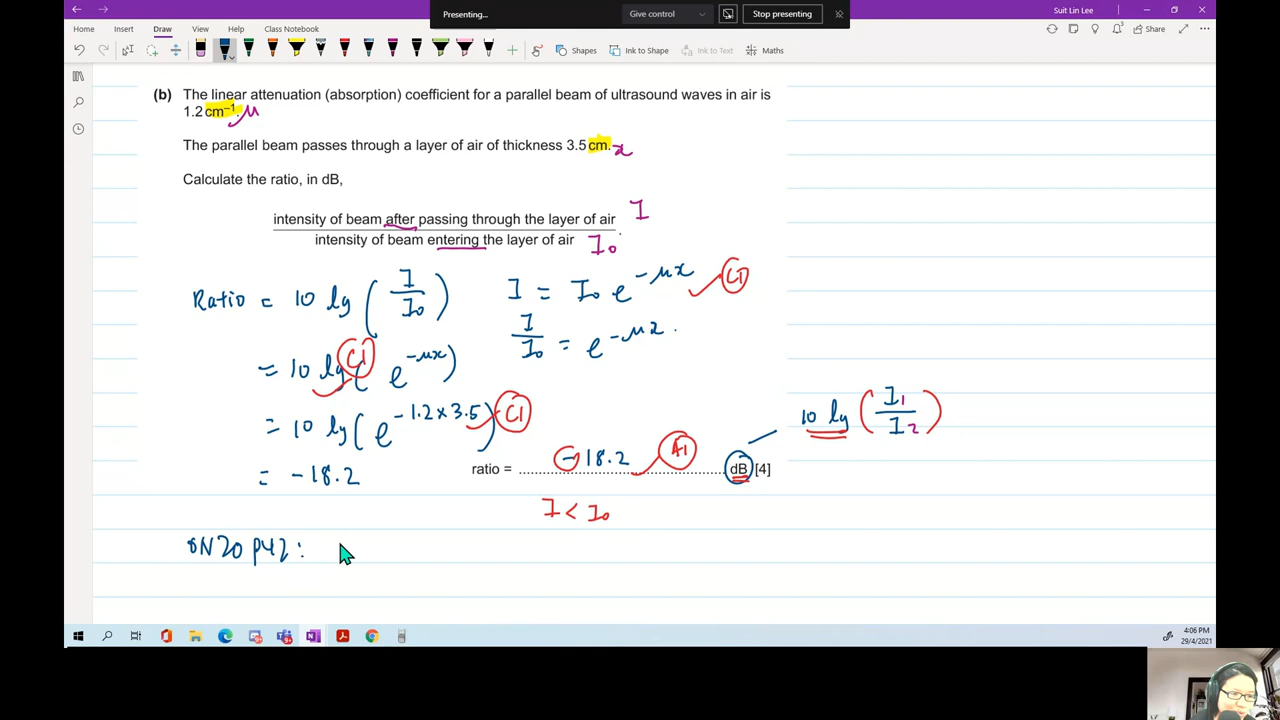 Presenting...
Give control
Stop presenting
Suit Lin Lee
Home Insert Draw View Help Class Notebook
Shapes Ink to Shape Ink to Text Maths
Share
(b) The linear attenuation (absorption) coefficient for a parallel beam of ultrasound waves in air is
1.2 cm⁻¹. μ
The parallel beam passes through a layer of air of thickness 3.5 cm. x
Calculate the ratio, in dB,
intensity of beam after passing through the layer of air I
intensity of beam entering the layer of air I₀ .
Ratio = 10 lg (I/I₀) I = I₀ e^(-μx) C1
I/I₀ = e^(-μx).
= 10 lg (e^(-μx)) C1
= 10 lg (e^(-1.2 × 3.5)) C1
10 lg (I₁/I₂)
= -18.2
ratio = -18.2 A1 dB [4]
I < I₀
ON20 P42:
4:06 PM
29/4/2021